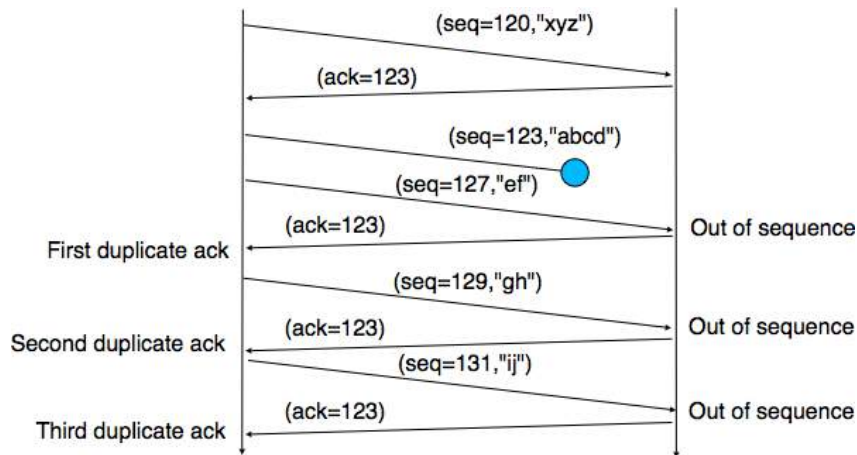 (seq=120,"xyz")
(ack=123)
(seq=123,"abcd")
(seq=127,"ef")
(ack=123)
Out of sequence
First duplicate ack
(seq=129,"gh")
(ack=123)
Out of sequence
Second duplicate ack
(seq=131,"ij")
(ack=123)
Out of sequence
Third duplicate ack